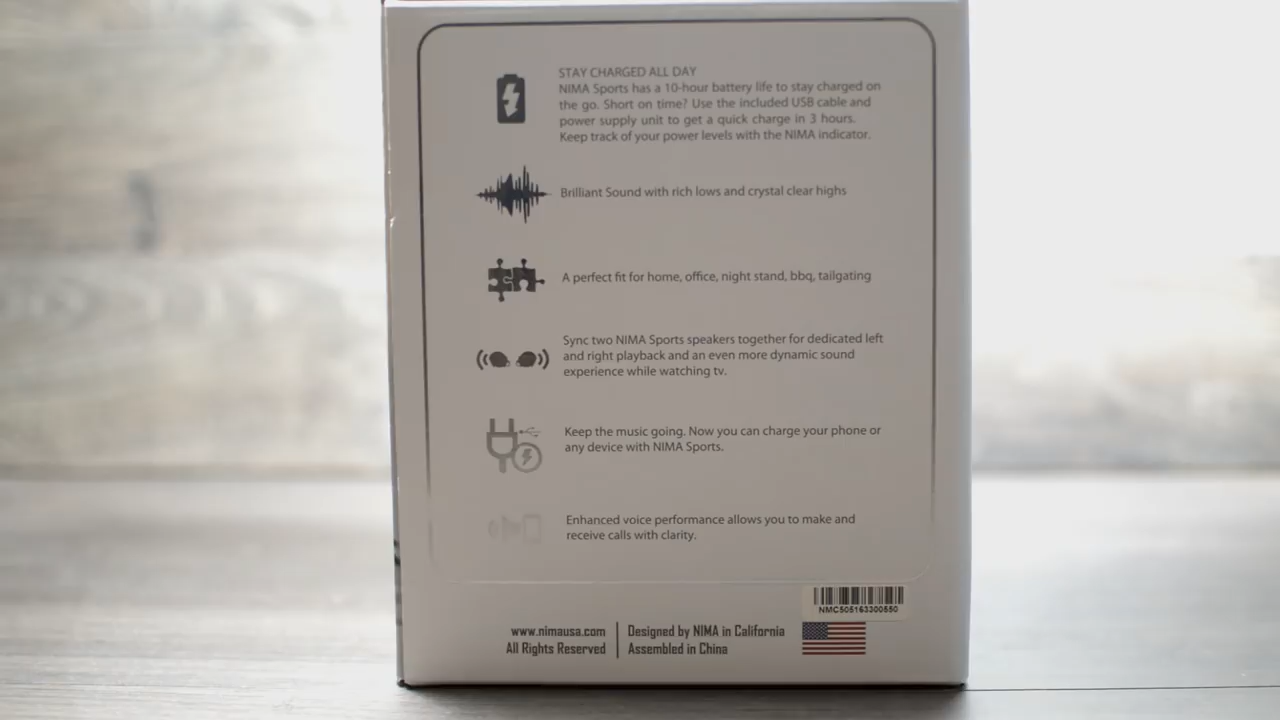 STAY CHARGED ALL DAY
NIMA Sports has a 10-hour battery life to stay charged on
the go. Short on time? Use the included USB cable and
power supply unit to get a quick charge in 3 hours.
Keep track of your power levels with the NIMA indicator.
Brilliant Sound with rich lows and crystal clear highs
A perfect fit for home, office, night stand, bbq, tailgating
Sync two NIMA Sports speakers together for dedicated left
and right playback and an even more dynamic sound
experience while watching tv.
Keep the music going. Now you can charge your phone or
any device with NIMA Sports.
Enhanced voice performance allows you to make and
receive calls with clarity.
NMC505163300550
www.nimausa.com
All Rights Reserved
Designed by NIMA in California
Assembled in China